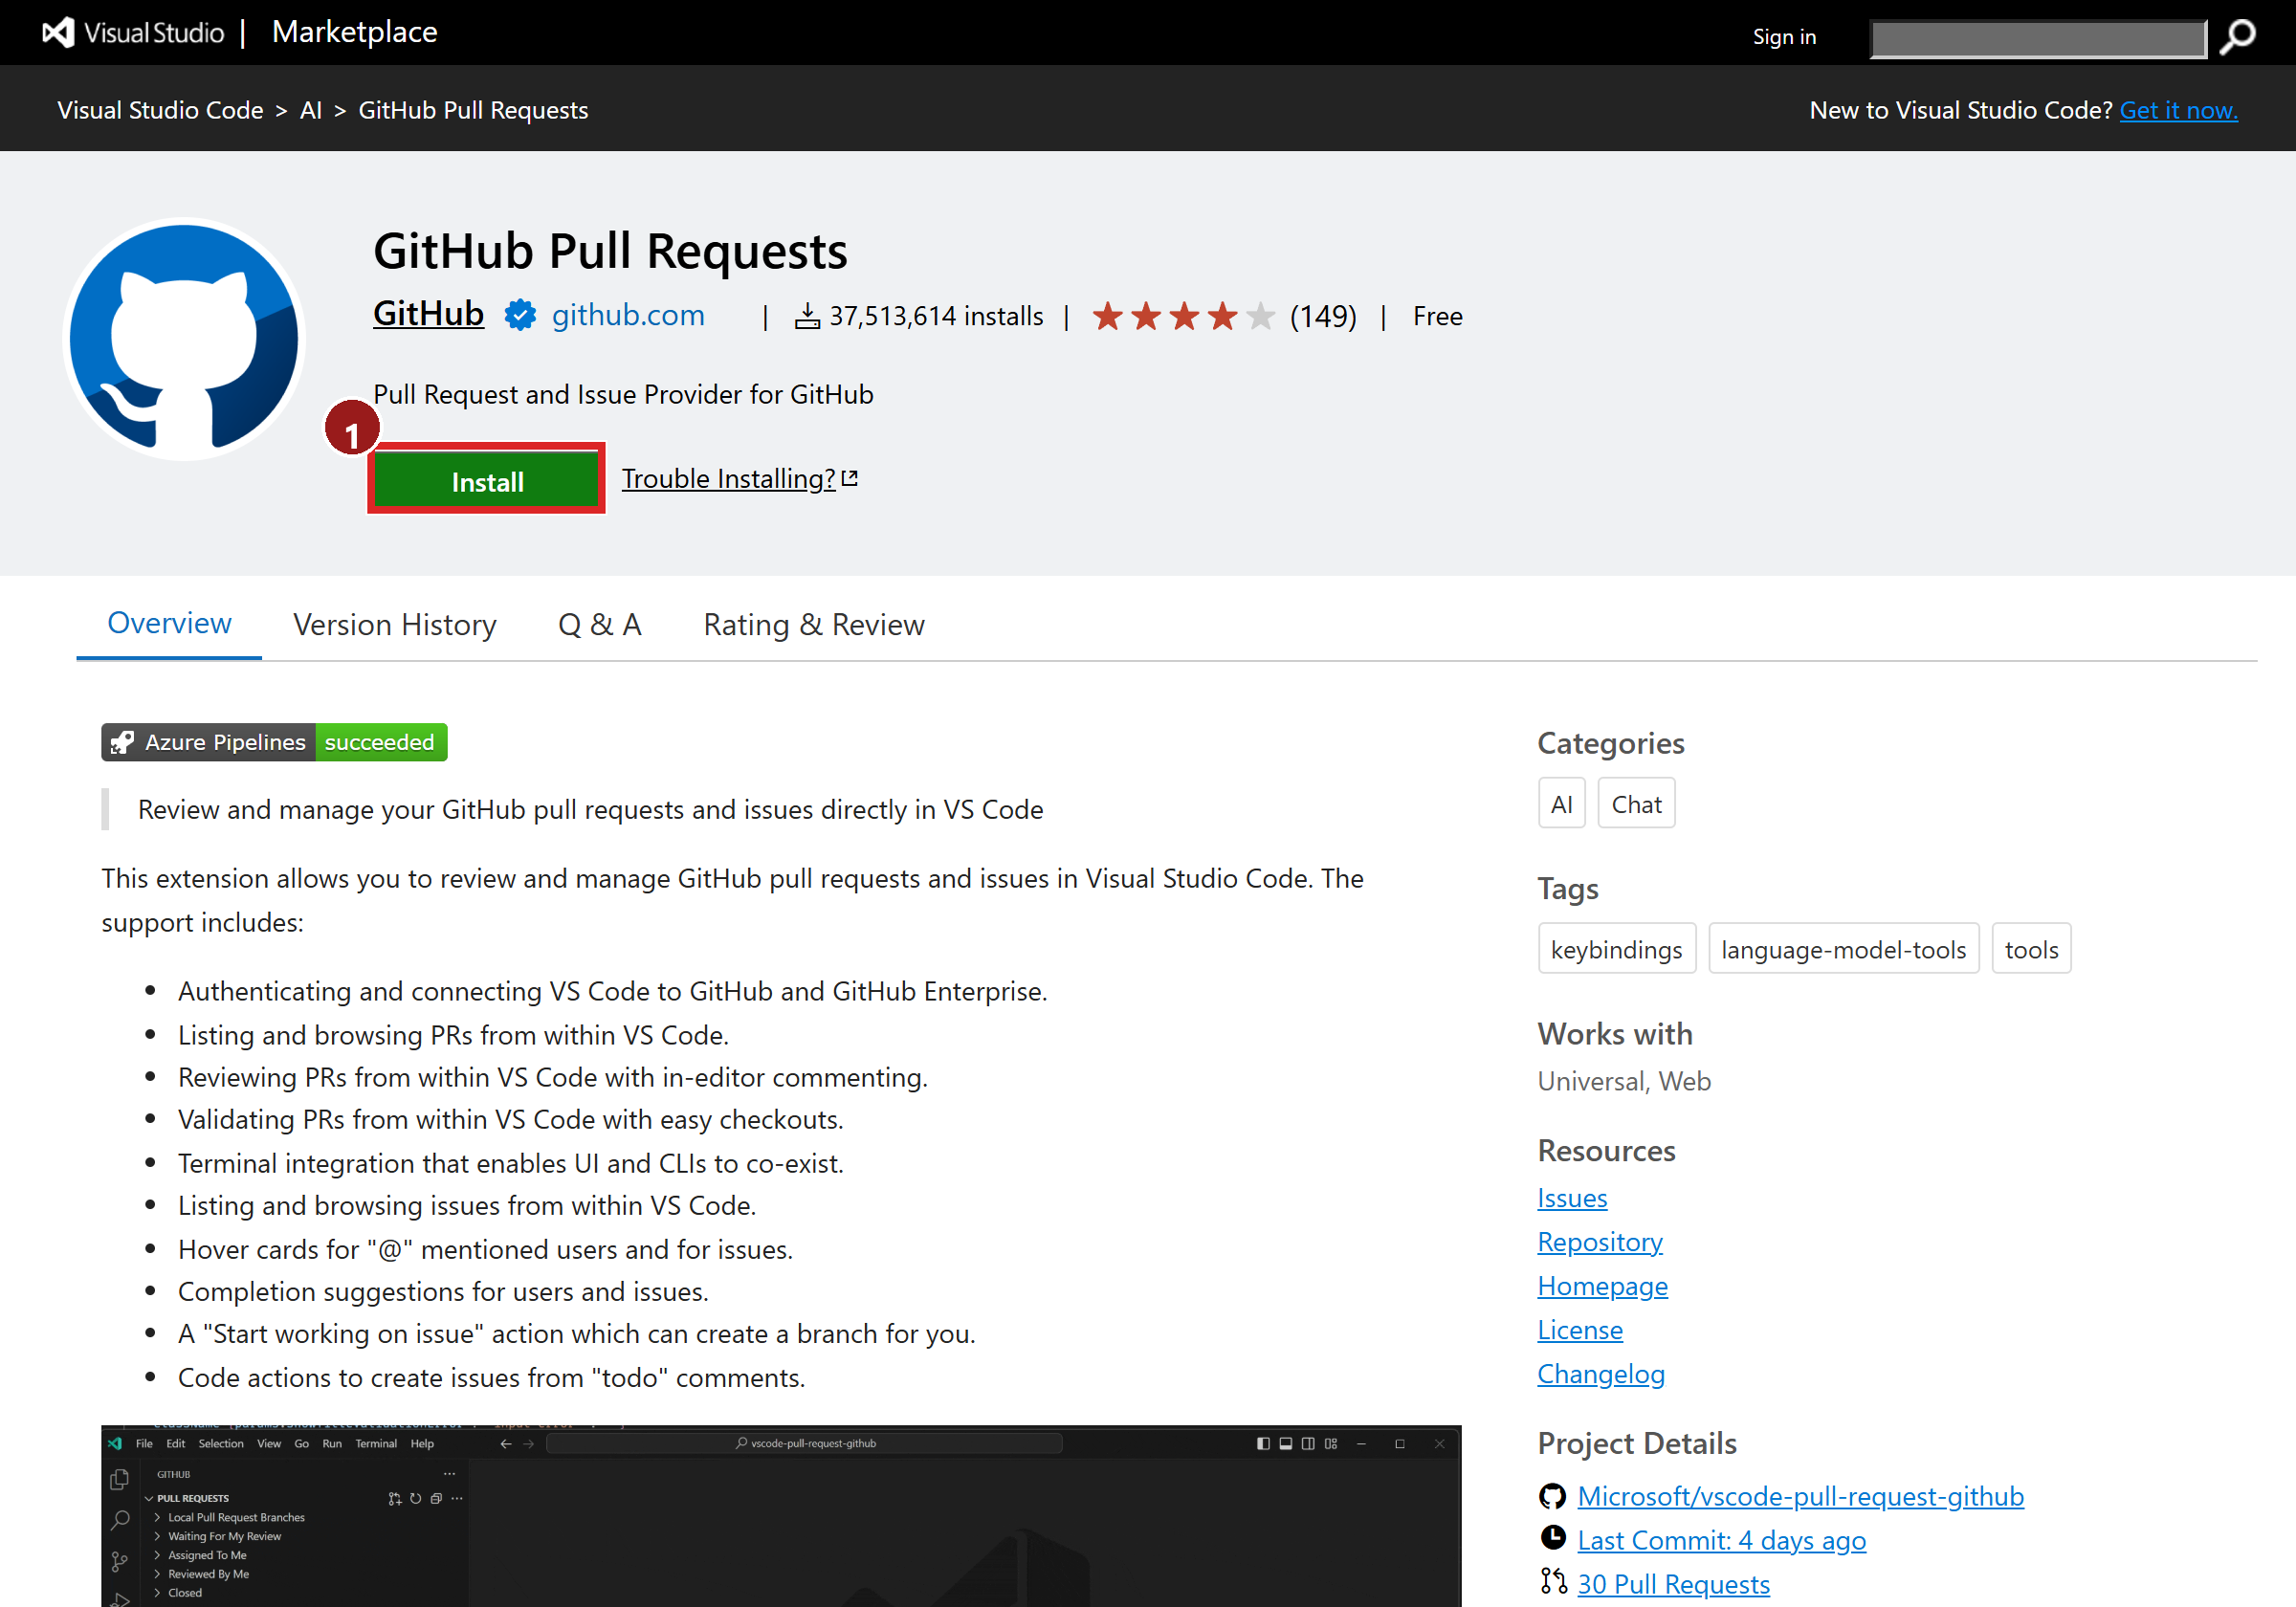 Visual Studio | Marketplace
Sign in
Visual Studio Code > AI > GitHub Pull Requests
New to Visual Studio Code? Get it now.
GitHub Pull Requests
GitHub github.com | 37,513,614 installs | (149) | Free
Pull Request and Issue Provider for GitHub
1
Install
Trouble Installing?
Overview
Version History
Q & A
Rating & Review
Azure Pipelines succeeded
Review and manage your GitHub pull requests and issues directly in VS Code
This extension allows you to review and manage GitHub pull requests and issues in Visual Studio Code. The
support includes:
• Authenticating and connecting VS Code to GitHub and GitHub Enterprise.
• Listing and browsing PRs from within VS Code.
• Reviewing PRs from within VS Code with in-editor commenting.
• Validating PRs from within VS Code with easy checkouts.
• Terminal integration that enables UI and CLIs to co-exist.
• Listing and browsing issues from within VS Code.
• Hover cards for "@" mentioned users and for issues.
• Completion suggestions for users and issues.
• A "Start working on issue" action which can create a branch for you.
• Code actions to create issues from "todo" comments.
File Edit Selection View Go Run Terminal Help
vscode-pull-request-github
GITHUB
PULL REQUESTS
Local Pull Request Branches
Waiting For My Review
Assigned To Me
Reviewed By Me
Closed
Categories
AI
Chat
Tags
keybindings
language-model-tools
tools
Works with
Universal, Web
Resources
Issues
Repository
Homepage
License
Changelog
Project Details
Microsoft/vscode-pull-request-github
Last Commit: 4 days ago
30 Pull Requests